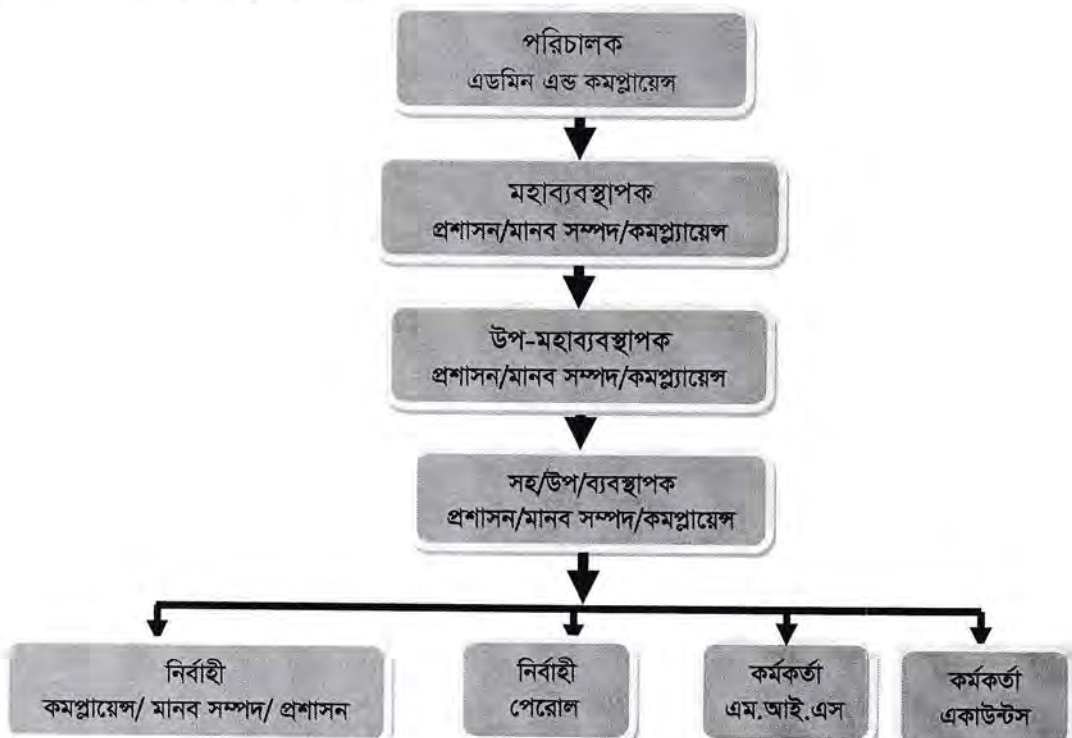 পরিচালক
এডমিন এন্ড কমপ্লায়েন্স
মহাব্যবস্থাপক
প্রশাসন/মানব সম্পদ/কমপ্ল্যায়েন্স
উপ-মহাব্যবস্থাপক
প্রশাসন/মানব সম্পদ/কমপ্ল্যায়েন্স
সহ/উপ/ব্যবস্থাপক
প্রশাসন/মানব সম্পদ/কমপ্লায়েন্স
নির্বাহী
কমপ্লায়েন্স/ মানব সম্পদ/ প্রশাসন
নির্বাহী
পেরোল
কর্মকর্তা
এম.আই.এস
কর্মকর্তা
একাউন্টস